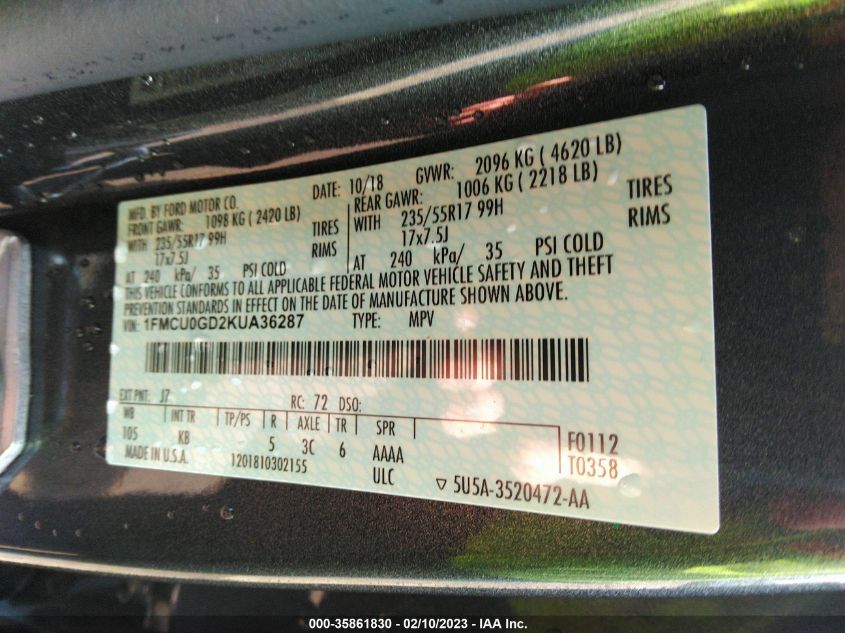 MFD. BY FORD MOTOR CO. DATE: 10/18 GVWR: 2096 KG ( 4620 LB)
FRONT GAWR: 1098 KG ( 2420 LB) REAR GAWR: 1006 KG ( 2218 LB)
WITH 235/55R17 99H TIRES WITH 235/55R17 99H TIRES
17x7.5J RIMS 17x7.5J RIMS
AT 240 kPa/ 35 PSI COLD AT 240 kPa/ 35 PSI COLD
THIS VEHICLE CONFORMS TO ALL APPLICABLE FEDERAL MOTOR VEHICLE SAFETY AND THEFT
PREVENTION STANDARDS IN EFFECT ON THE DATE OF MANUFACTURE SHOWN ABOVE.
VIN: 1FMCU0GD2KUA36287 TYPE: MPV
EXT PNT: J7 RC: 72 DSO:
WB INT TR TP/PS R AXLE TR SPR
105 KB 5 3C 6 AAAA F0112
MADE IN U.S.A. 1201810302155 ULC T0358
5U5A-3520472-AA
000-35861830 - 02/10/2023 - IAA Inc.